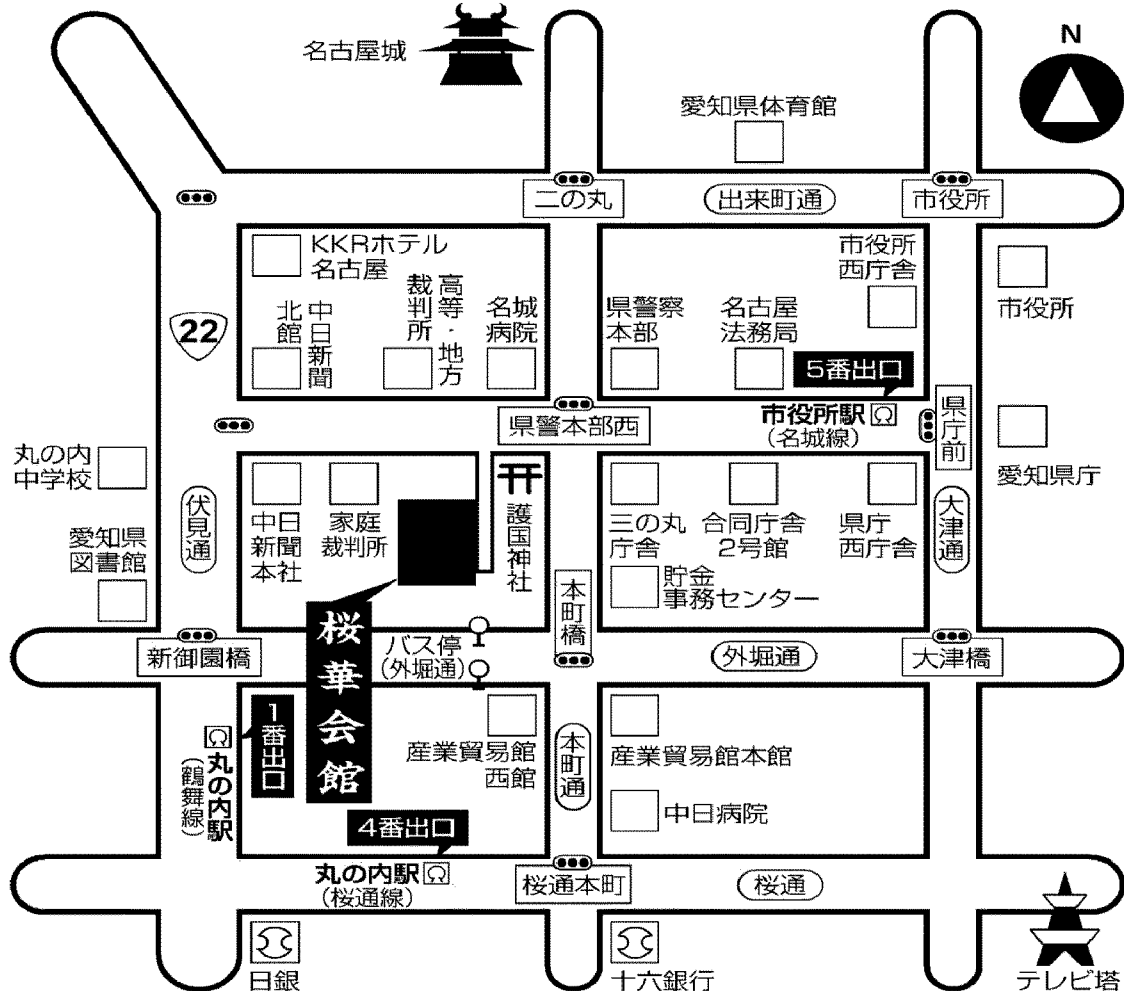 名古屋城
N
愛知県体育館
二の丸
出来町通
市役所
KKRホテル
名古屋
市役所
西庁舎
市役所
22
中日新聞
北館
高等・地方
裁判所
名城
病院
県警察
本部
名古屋
法務局
5番出口
県警本部西
市役所駅
(名城線)
県庁前
愛知県庁
丸の内
中学校
伏見通
中日
新聞
本社
家庭
裁判所
護国神社
三の丸
庁舎
合同庁舎
2号館
県庁
西庁舎
大津通
愛知県
図書館
貯金
事務センター
本町橋
新御園橋
桜華会館
バス停
(外堀通)
外堀通
大津橋
1番出口
丸の内駅
(鶴舞線)
産業貿易館
西館
本町通
産業貿易館本館
中日病院
4番出口
丸の内駅
(桜通線)
桜通本町
桜通
日銀
十六銀行
テレビ塔